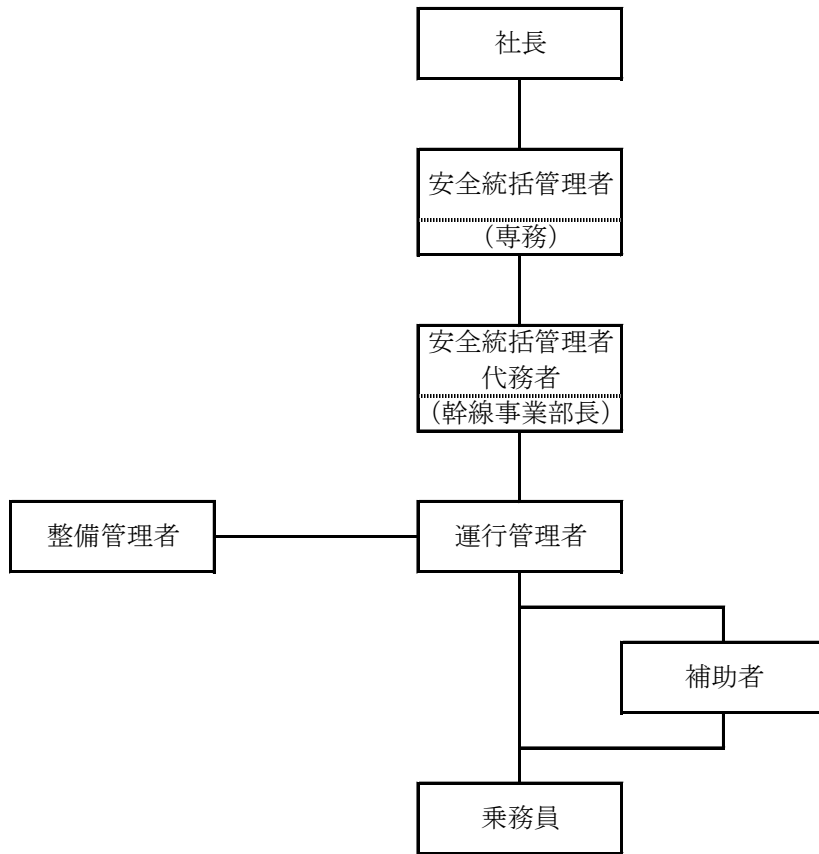 社長
安全統括管理者
（専務）
安全統括管理者
代務者
（幹線事業部長）
整備管理者
運行管理者
補助者
乗務員